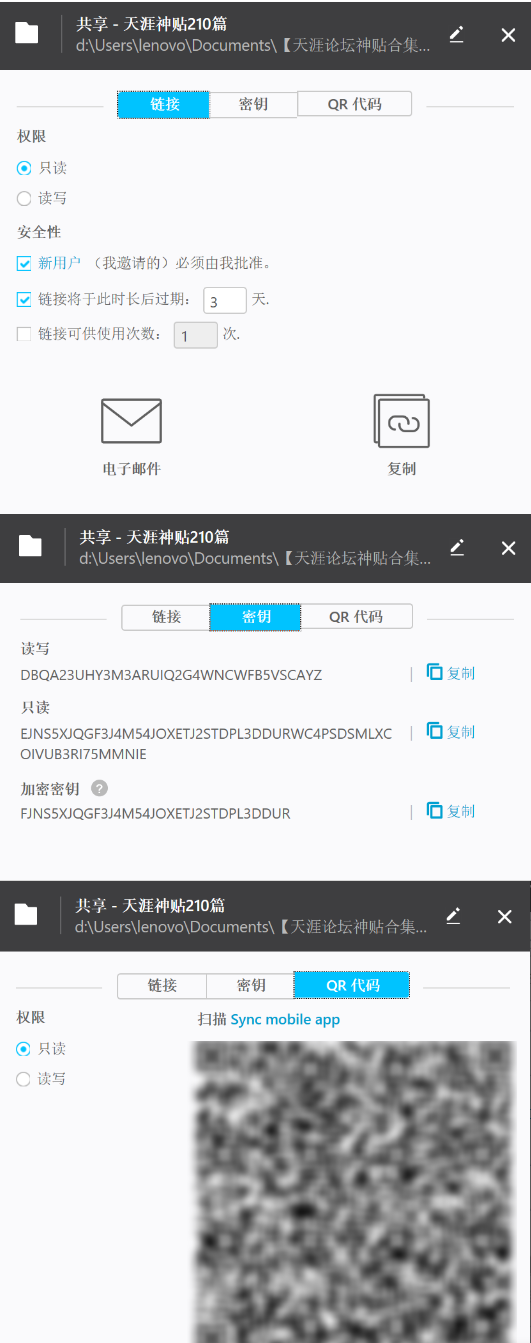 共享 - 天涯神贴210篇
d:\Users\lenovo\Documents\【天涯论坛神贴合集...
链接 密钥 QR 代码
权限
只读
读写
安全性
新用户 （我邀请的）必须由我批准。
链接将于此时长后过期： 3 天.
链接可供使用次数： 1 次.
电子邮件 复制
共享 - 天涯神贴210篇
d:\Users\lenovo\Documents\【天涯论坛神贴合集...
链接 密钥 QR 代码
读写
DBQA23UHY3M3ARUIQ2G4WNCWFB5VSCAYZ | 复制
只读
EJNS5XJQGF3J4M54JOXETJ2STDPL3DDURWC4PSDSMLXC | 复制
OIVUB3RI75MMNIE
加密密钥 ?
FJNS5XJQGF3J4M54JOXETJ2STDPL3DDUR | 复制
共享 - 天涯神贴210篇
d:\Users\lenovo\Documents\【天涯论坛神贴合集...
链接 密钥 QR 代码
权限 扫描 Sync mobile app
只读
读写